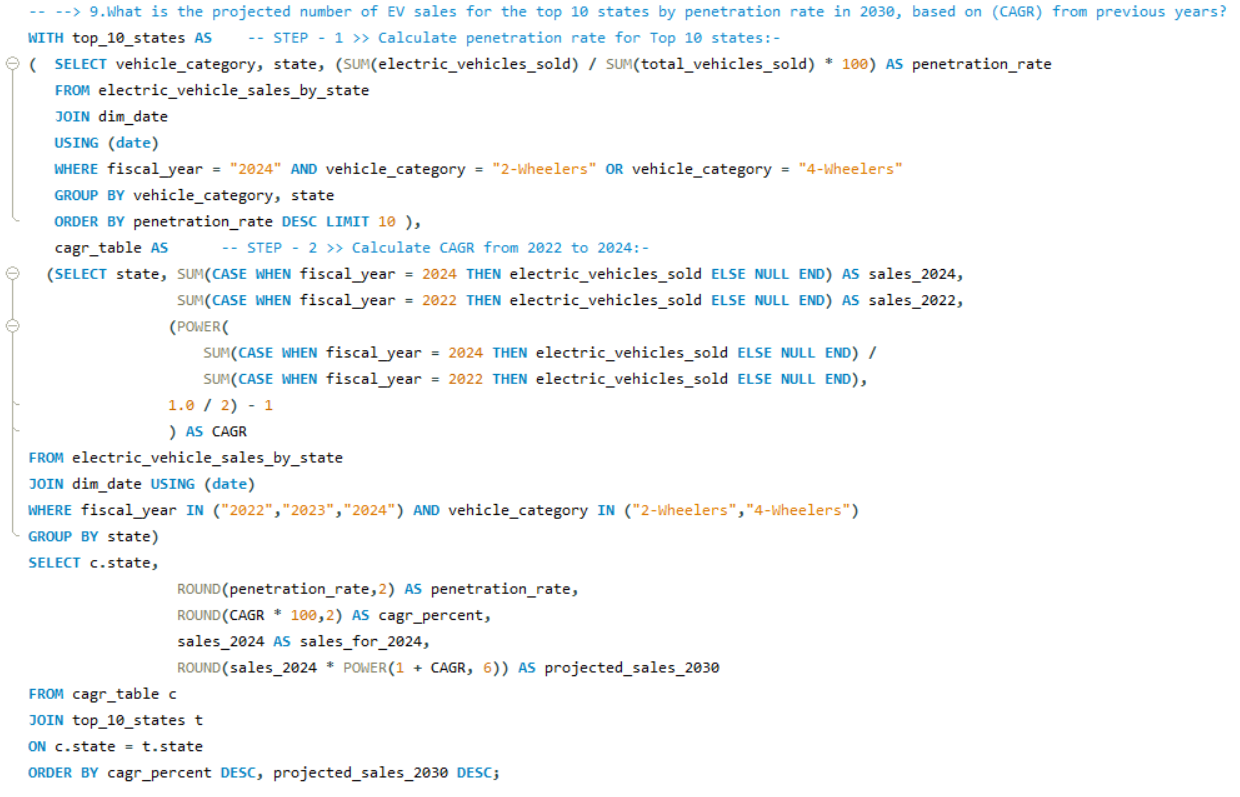 -- --> 9.What is the projected number of EV sales for the top 10 states by penetration rate in 2030, based on (CAGR) from previous years?
WITH top_10_states AS    -- STEP - 1 >> Calculate penetration rate for Top 10 states:-
(  SELECT vehicle_category, state, (SUM(electric_vehicles_sold) / SUM(total_vehicles_sold) * 100) AS penetration_rate
FROM electric_vehicle_sales_by_state
JOIN dim_date
USING (date)
WHERE fiscal_year = "2024" AND vehicle_category = "2-Wheelers" OR vehicle_category = "4-Wheelers"
GROUP BY vehicle_category, state
ORDER BY penetration_rate DESC LIMIT 10 ),
cagr_table AS      -- STEP - 2 >> Calculate CAGR from 2022 to 2024:-
(SELECT state, SUM(CASE WHEN fiscal_year = 2024 THEN electric_vehicles_sold ELSE NULL END) AS sales_2024,
SUM(CASE WHEN fiscal_year = 2022 THEN electric_vehicles_sold ELSE NULL END) AS sales_2022,
(POWER(
SUM(CASE WHEN fiscal_year = 2024 THEN electric_vehicles_sold ELSE NULL END) /
SUM(CASE WHEN fiscal_year = 2022 THEN electric_vehicles_sold ELSE NULL END),
1.0 / 2) - 1
) AS CAGR
FROM electric_vehicle_sales_by_state
JOIN dim_date USING (date)
WHERE fiscal_year IN ("2022","2023","2024") AND vehicle_category IN ("2-Wheelers","4-Wheelers")
GROUP BY state)
SELECT c.state,
ROUND(penetration_rate,2) AS penetration_rate,
ROUND(CAGR * 100,2) AS cagr_percent,
sales_2024 AS sales_for_2024,
ROUND(sales_2024 * POWER(1 + CAGR, 6)) AS projected_sales_2030
FROM cagr_table c
JOIN top_10_states t
ON c.state = t.state
ORDER BY cagr_percent DESC, projected_sales_2030 DESC;